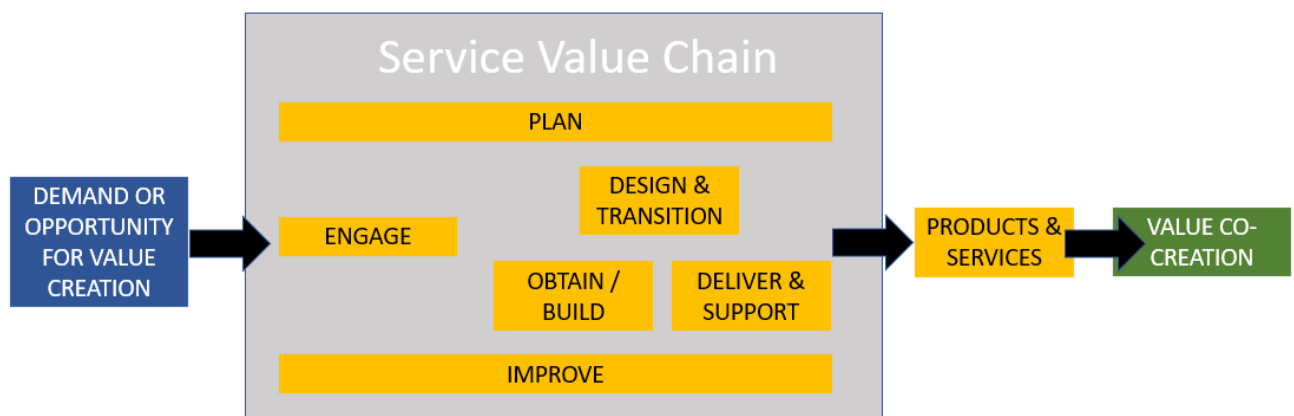 Service Value Chain
PLAN
DEMAND OR
OPPORTUNITY
FOR VALUE
CREATION
ENGAGE
DESIGN &
TRANSITION
OBTAIN /
BUILD
DELIVER &
SUPPORT
IMPROVE
PRODUCTS &
SERVICES
VALUE CO-
CREATION